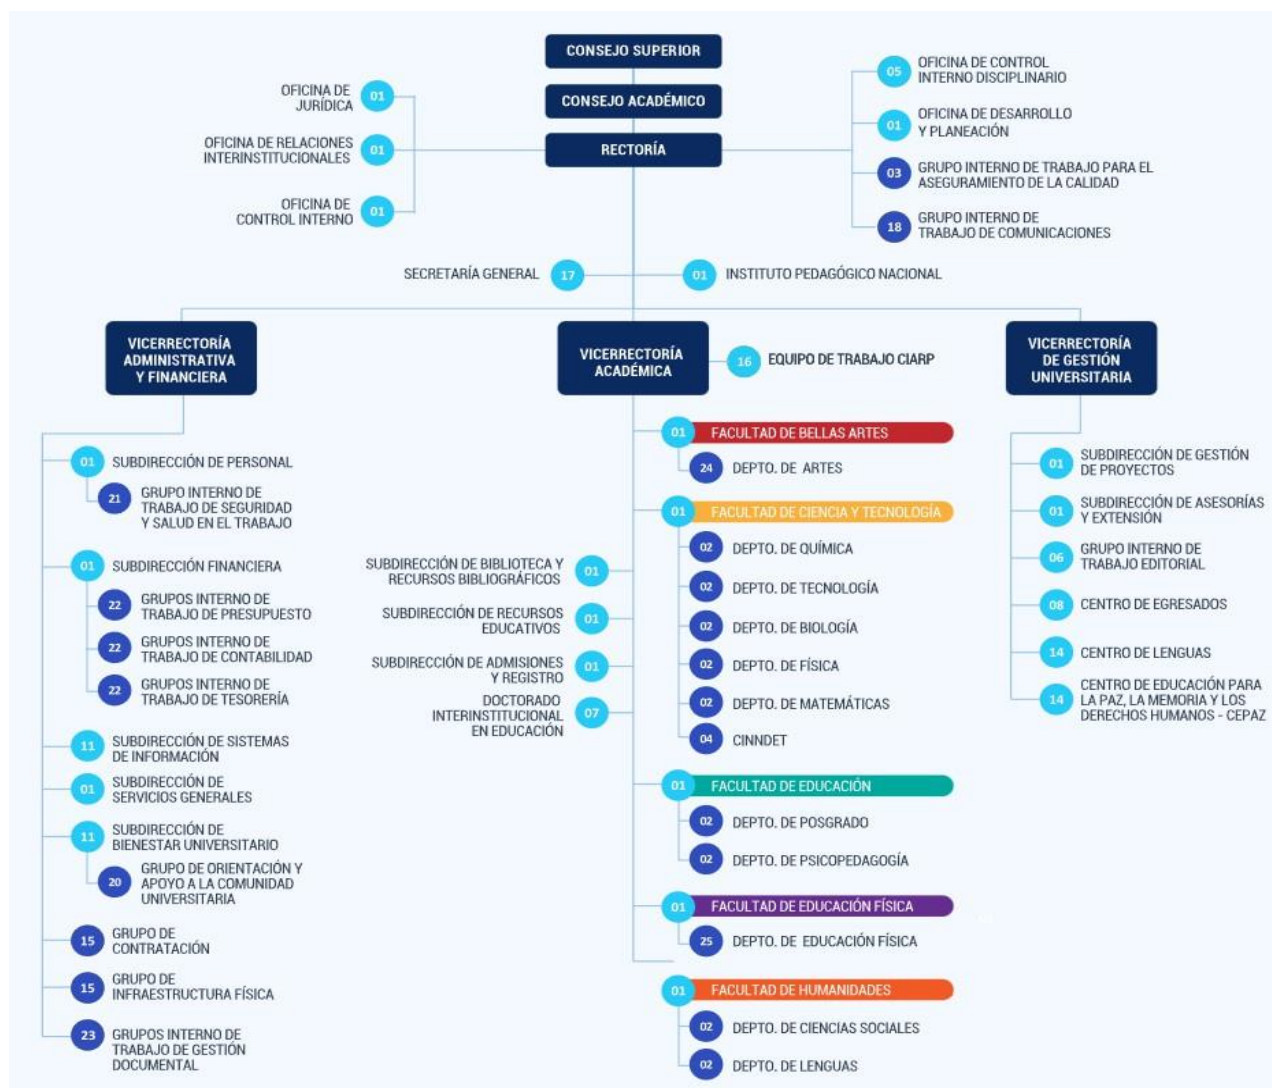 CONSEJO SUPERIOR
CONSEJO ACADÉMICO
RECTORÍA
OFICINA DE
JURÍDICA
01
OFICINA DE RELACIONES
INTERINSTITUCIONALES
01
OFICINA DE
CONTROL INTERNO
01
05
OFICINA DE CONTROL
INTERNO DISCIPLINARIO
01
OFICINA DE DESARROLLO
Y PLANEACIÓN
03
GRUPO INTERNO DE TRABAJO PARA EL
ASEGURAMIENTO DE LA CALIDAD
18
GRUPO INTERNO DE
TRABAJO DE COMUNICACIONES
SECRETARÍA GENERAL
17
01
INSTITUTO PEDAGÓGICO NACIONAL
VICERRECTORÍA
ADMINISTRATIVA
Y FINANCIERA
01
SUBDIRECCIÓN DE PERSONAL
21
GRUPO INTERNO DE
TRABAJO DE SEGURIDAD
Y SALUD EN EL TRABAJO
01
SUBDIRECCIÓN FINANCIERA
22
GRUPOS INTERNO DE
TRABAJO DE PRESUPUESTO
22
GRUPOS INTERNO DE
TRABAJO DE CONTABILIDAD
22
GRUPOS INTERNO DE
TRABAJO DE TESORERÍA
11
SUBDIRECCIÓN DE SISTEMAS
DE INFORMACIÓN
01
SUBDIRECCIÓN DE
SERVICIOS GENERALES
11
SUBDIRECCIÓN DE
BIENESTAR UNIVERSITARIO
20
GRUPO DE ORIENTACIÓN Y
APOYO A LA COMUNIDAD
UNIVERSITARIA
15
GRUPO DE
CONTRATACIÓN
15
GRUPO DE
INFRAESTRUCTURA FÍSICA
23
GRUPOS INTERNO DE
TRABAJO DE GESTIÓN
DOCUMENTAL
VICERRECTORÍA
ACADÉMICA
16
EQUIPO DE TRABAJO CIARP
SUBDIRECCIÓN DE BIBLIOTECA Y
RECURSOS BIBLIOGRÁFICOS
01
SUBDIRECCIÓN DE RECURSOS
EDUCATIVOS
01
SUBDIRECCIÓN DE ADMISIONES
Y REGISTRO
01
DOCTORADO
INTERINSTITUCIONAL
EN EDUCACIÓN
07
01
FACULTAD DE BELLAS ARTES
24
DEPTO. DE ARTES
01
FACULTAD DE CIENCIA Y TECNOLOGÍA
02
DEPTO. DE QUÍMICA
02
DEPTO. DE TECNOLOGÍA
02
DEPTO. DE BIOLOGÍA
02
DEPTO. DE FÍSICA
02
DEPTO. DE MATEMÁTICAS
04
CINNDET
01
FACULTAD DE EDUCACIÓN
02
DEPTO. DE POSGRADO
02
DEPTO. DE PSICOPEDAGOGÍA
01
FACULTAD DE EDUCACIÓN FÍSICA
25
DEPTO. DE EDUCACIÓN FÍSICA
01
FACULTAD DE HUMANIDADES
02
DEPTO. DE CIENCIAS SOCIALES
02
DEPTO. DE LENGUAS
VICERRECTORÍA
DE GESTIÓN
UNIVERSITARIA
01
SUBDIRECCIÓN DE GESTIÓN
DE PROYECTOS
01
SUBDIRECCIÓN DE ASESORÍAS
Y EXTENSIÓN
06
GRUPO INTERNO DE
TRABAJO EDITORIAL
08
CENTRO DE EGRESADOS
14
CENTRO DE LENGUAS
14
CENTRO DE EDUCACIÓN PARA
LA PAZ, LA MEMORIA Y LOS
DERECHOS HUMANOS - CEPAZ